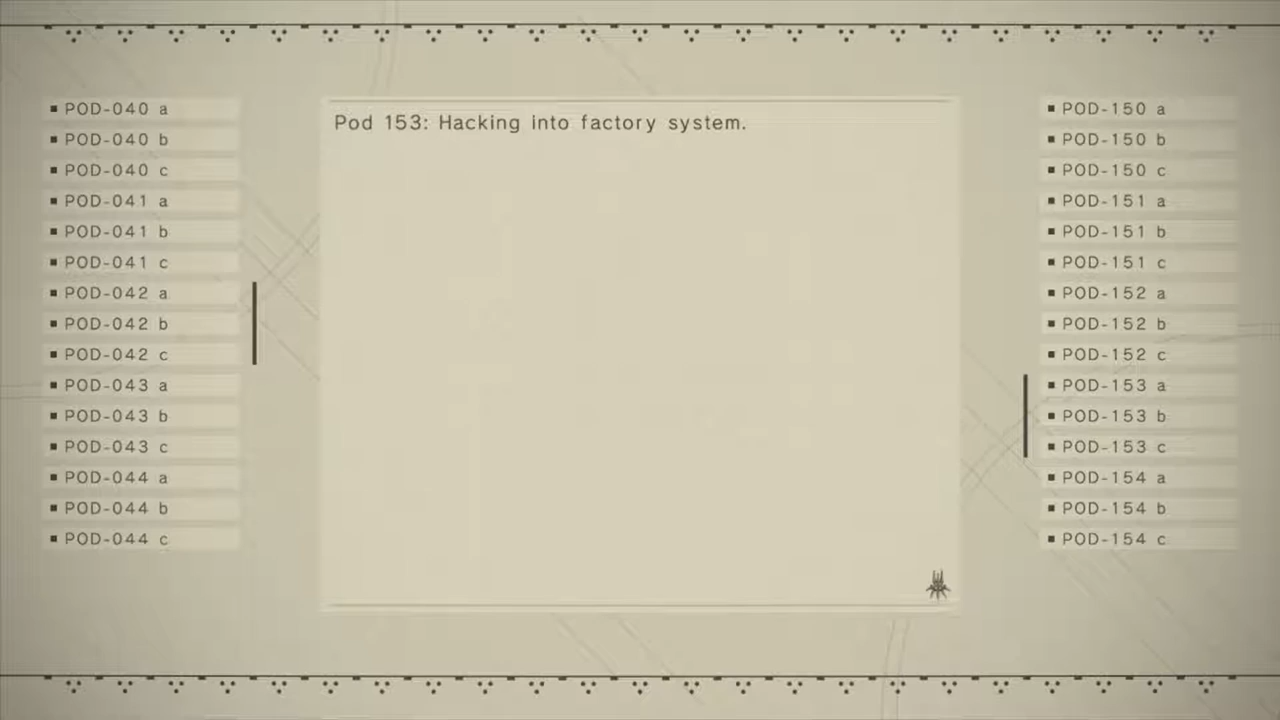 POD-040 a
POD-040 b
POD-040 c
POD-041 a
POD-041 b
POD-041 c
POD-042 a
POD-042 b
POD-042 c
POD-043 a
POD-043 b
POD-043 c
POD-044 a
POD-044 b
POD-044 c
Pod 153: Hacking into factory system.
POD-150 a
POD-150 b
POD-150 c
POD-151 a
POD-151 b
POD-151 c
POD-152 a
POD-152 b
POD-152 c
POD-153 a
POD-153 b
POD-153 c
POD-154 a
POD-154 b
POD-154 c